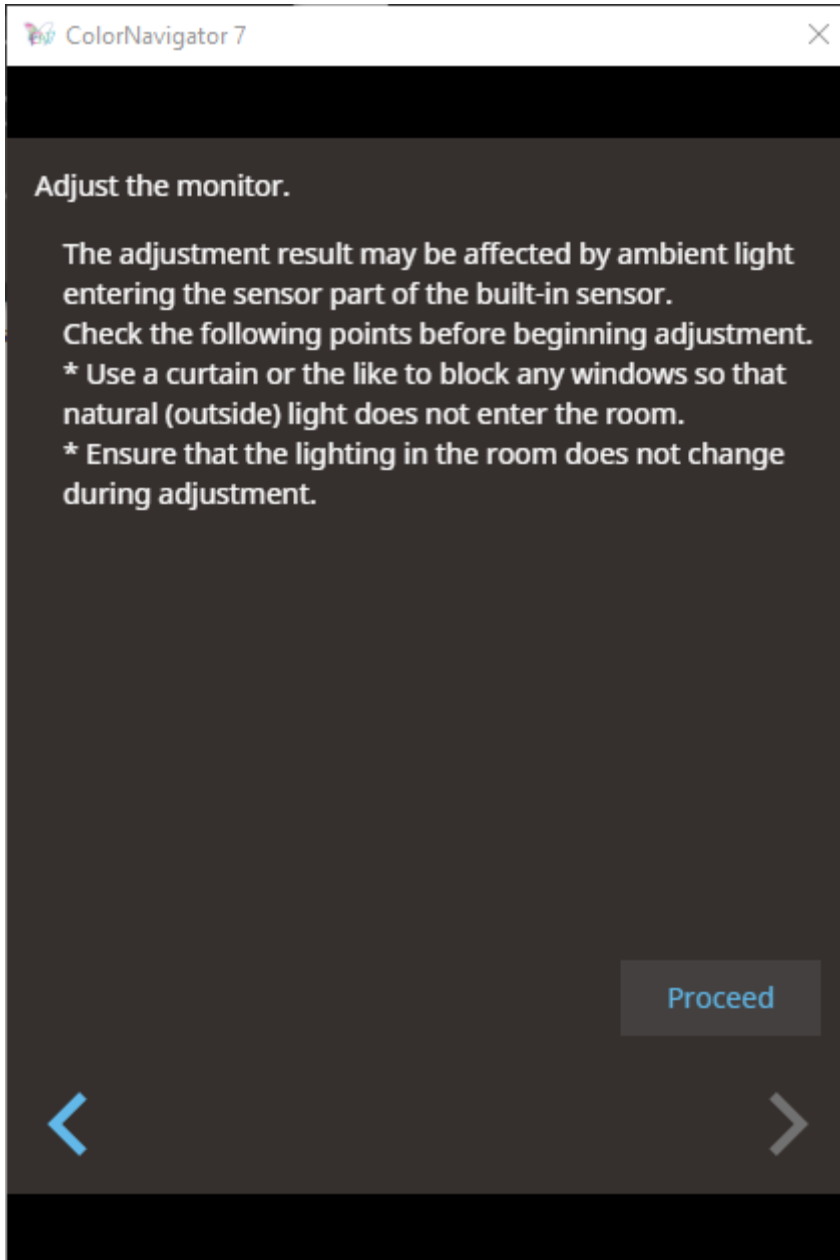 ColorNavigator 7
Adjust the monitor.
The adjustment result may be affected by ambient light
entering the sensor part of the built-in sensor.
Check the following points before beginning adjustment.
* Use a curtain or the like to block any windows so that
natural (outside) light does not enter the room.
* Ensure that the lighting in the room does not change
during adjustment.
Proceed